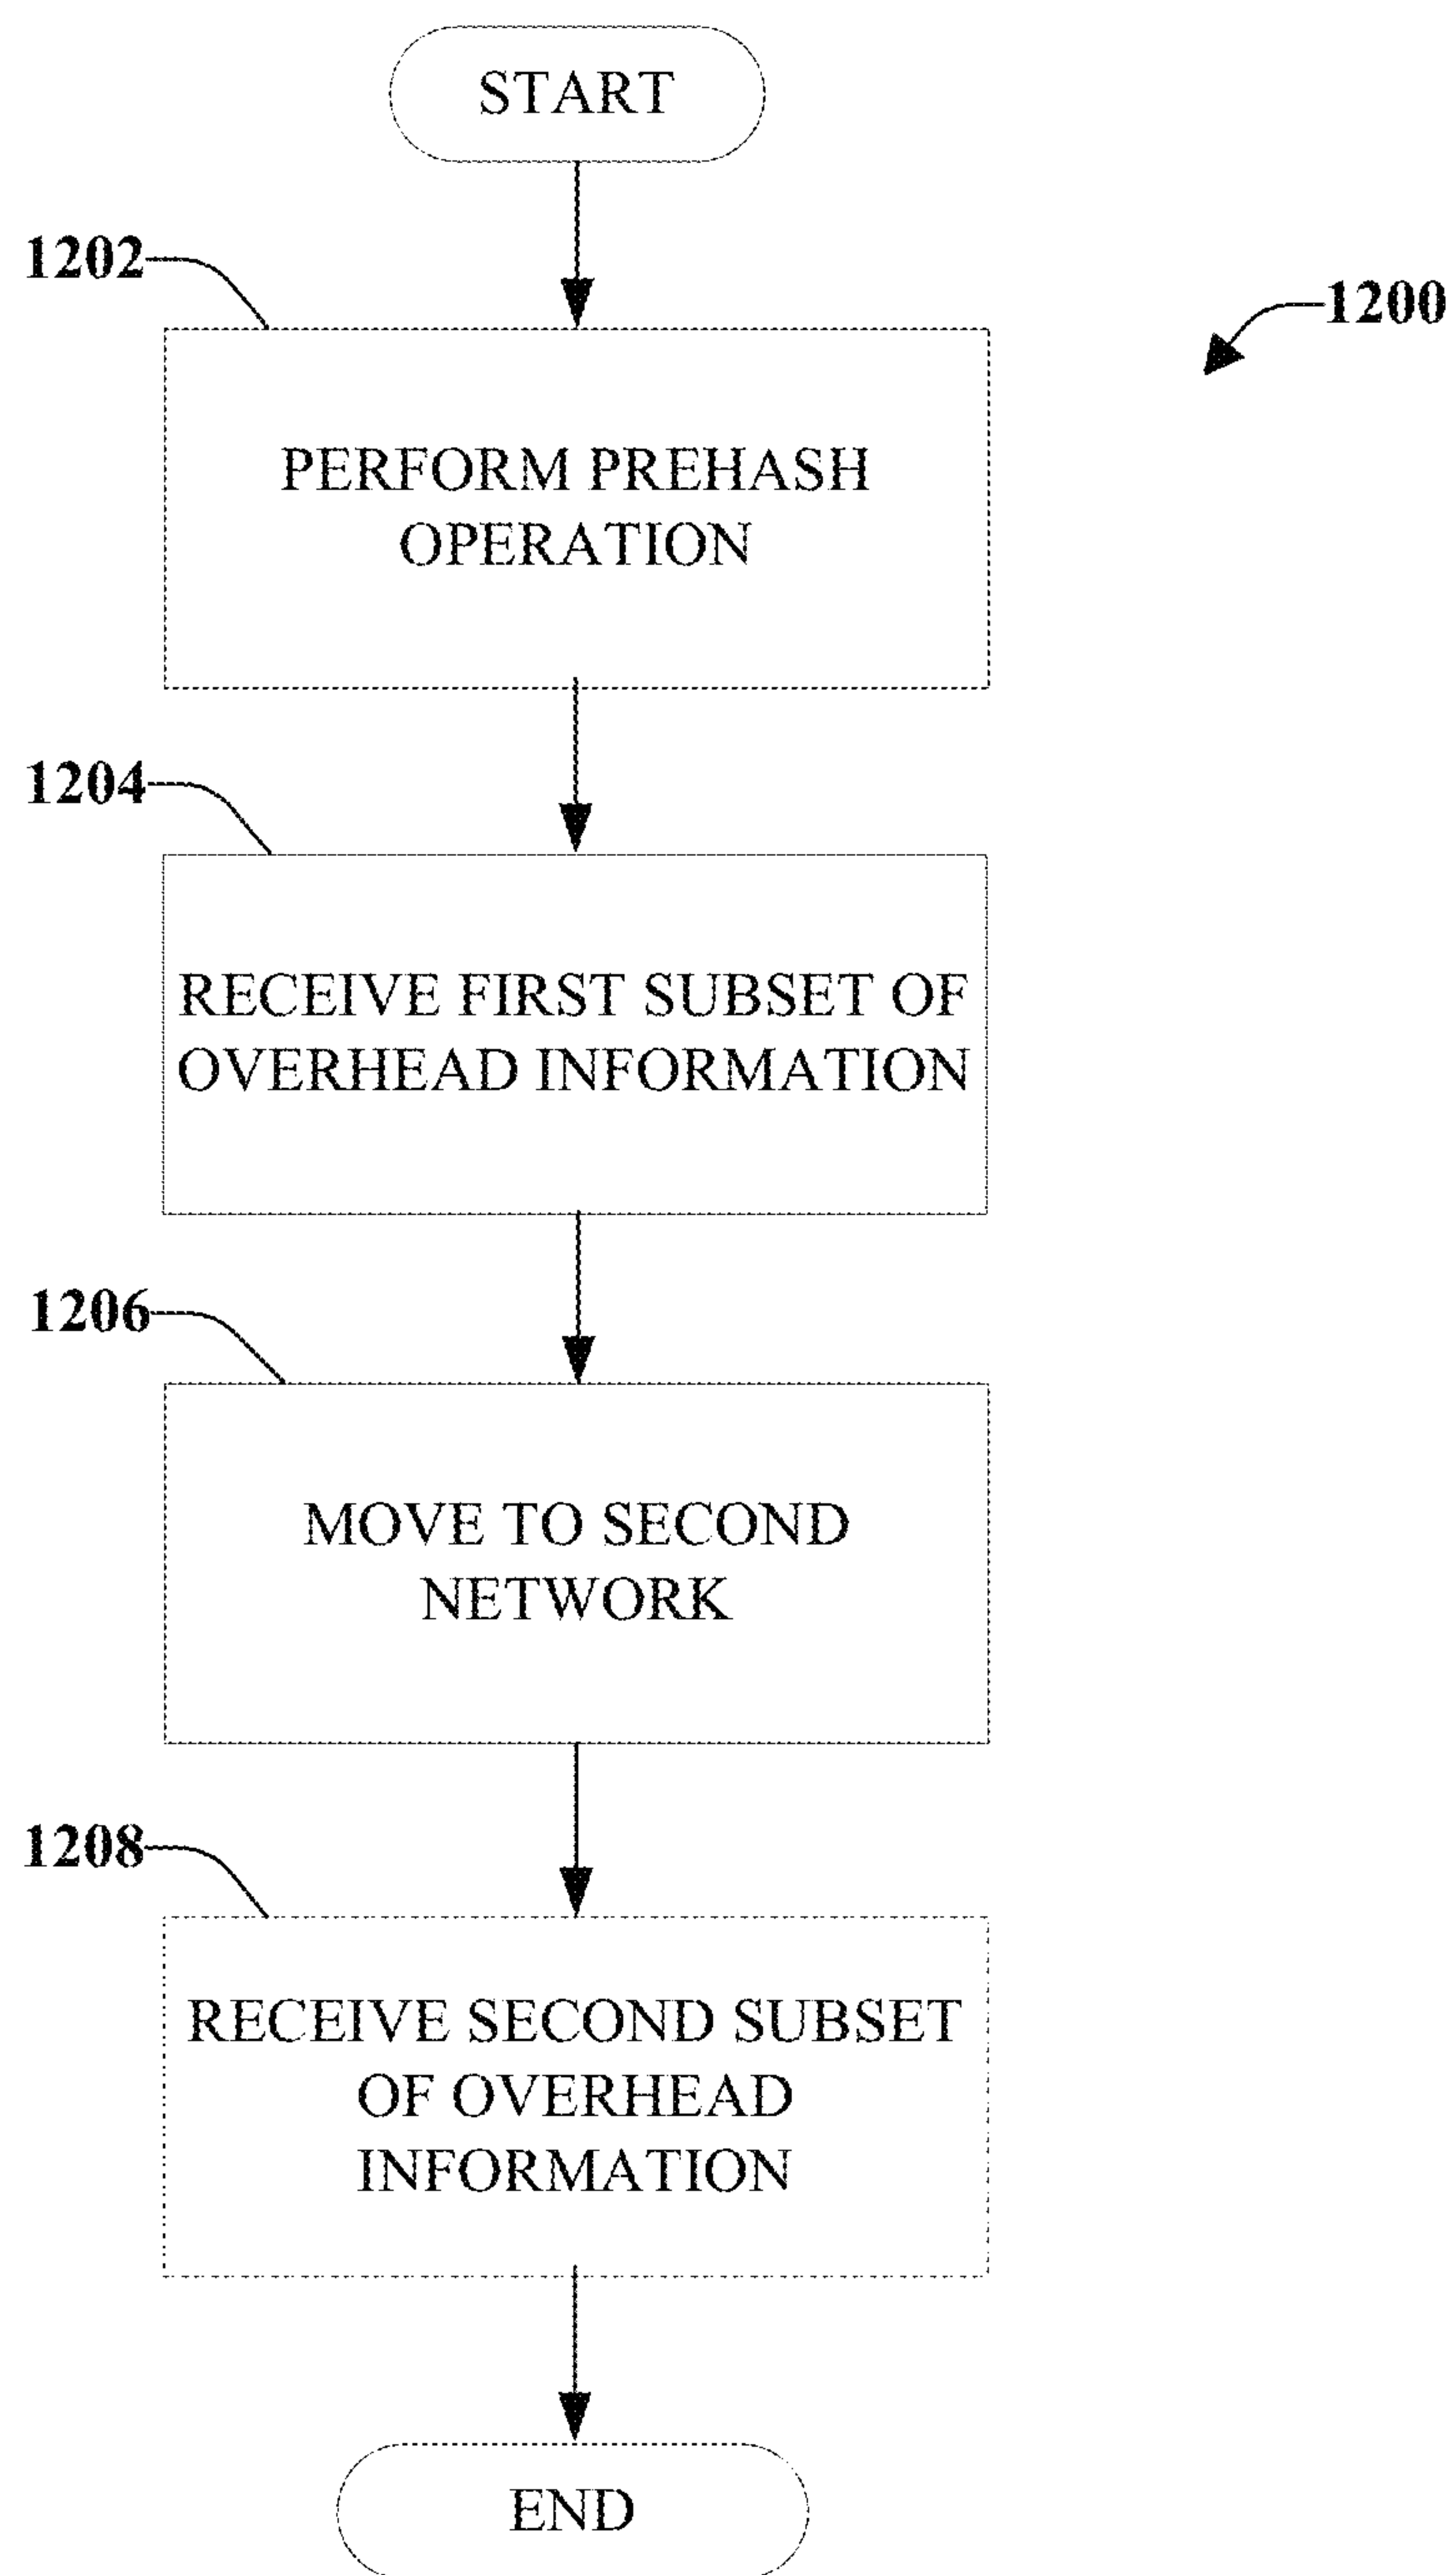 START
1202
1200
PERFORM PREHASH
OPERATION
1204
RECEIVE FIRST SUBSET OF
OVERHEAD INFORMATION
1206
MOVE TO SECOND
NETWORK
1208
RECEIVE SECOND SUBSET
OF OVERHEAD
INFORMATION
END